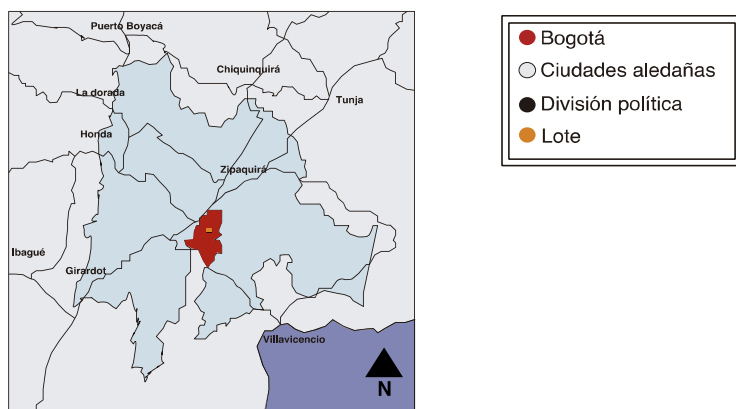 Puerto Boyacá
Chiquinquirá
La dorada
Tunja
Honda
Zipaquirá
Ibagué
Girardot
Villavicencio
N
Bogotá
Ciudades aledañas
División política
Lote